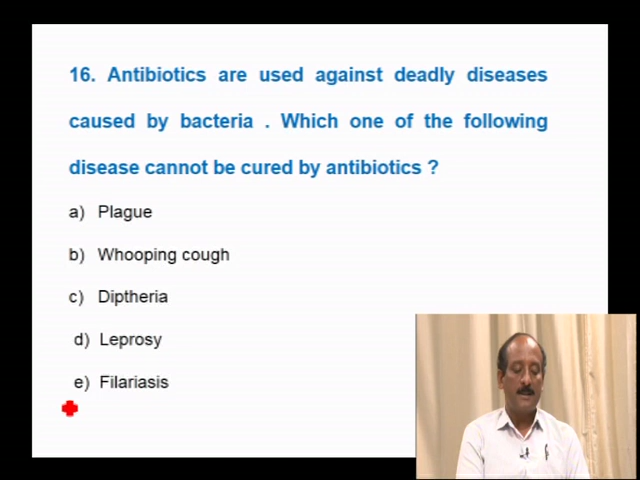 16. Antibiotics are used against deadly diseases
caused by bacteria . Which one of the following
disease cannot be cured by antibiotics ?
a) Plague
b) Whooping cough
c) Diptheria
d) Leprosy
e) Filariasis